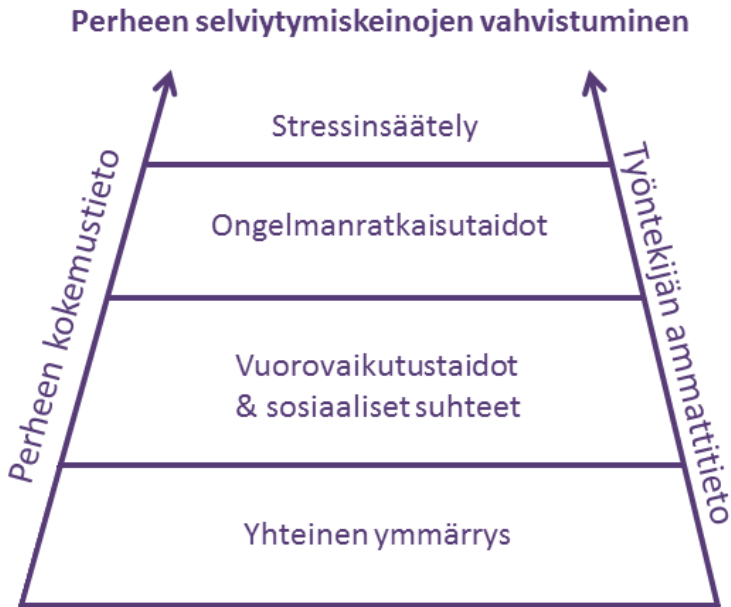 Perheen selviytymiskeinojen vahvistuminen
Stressinsäätely
Ongelmanratkaisutaidot
Vuorovaikutustaidot
& sosiaaliset suhteet
Yhteinen ymmärrys
Perheen kokemustieto
Työntekijän ammattitieto